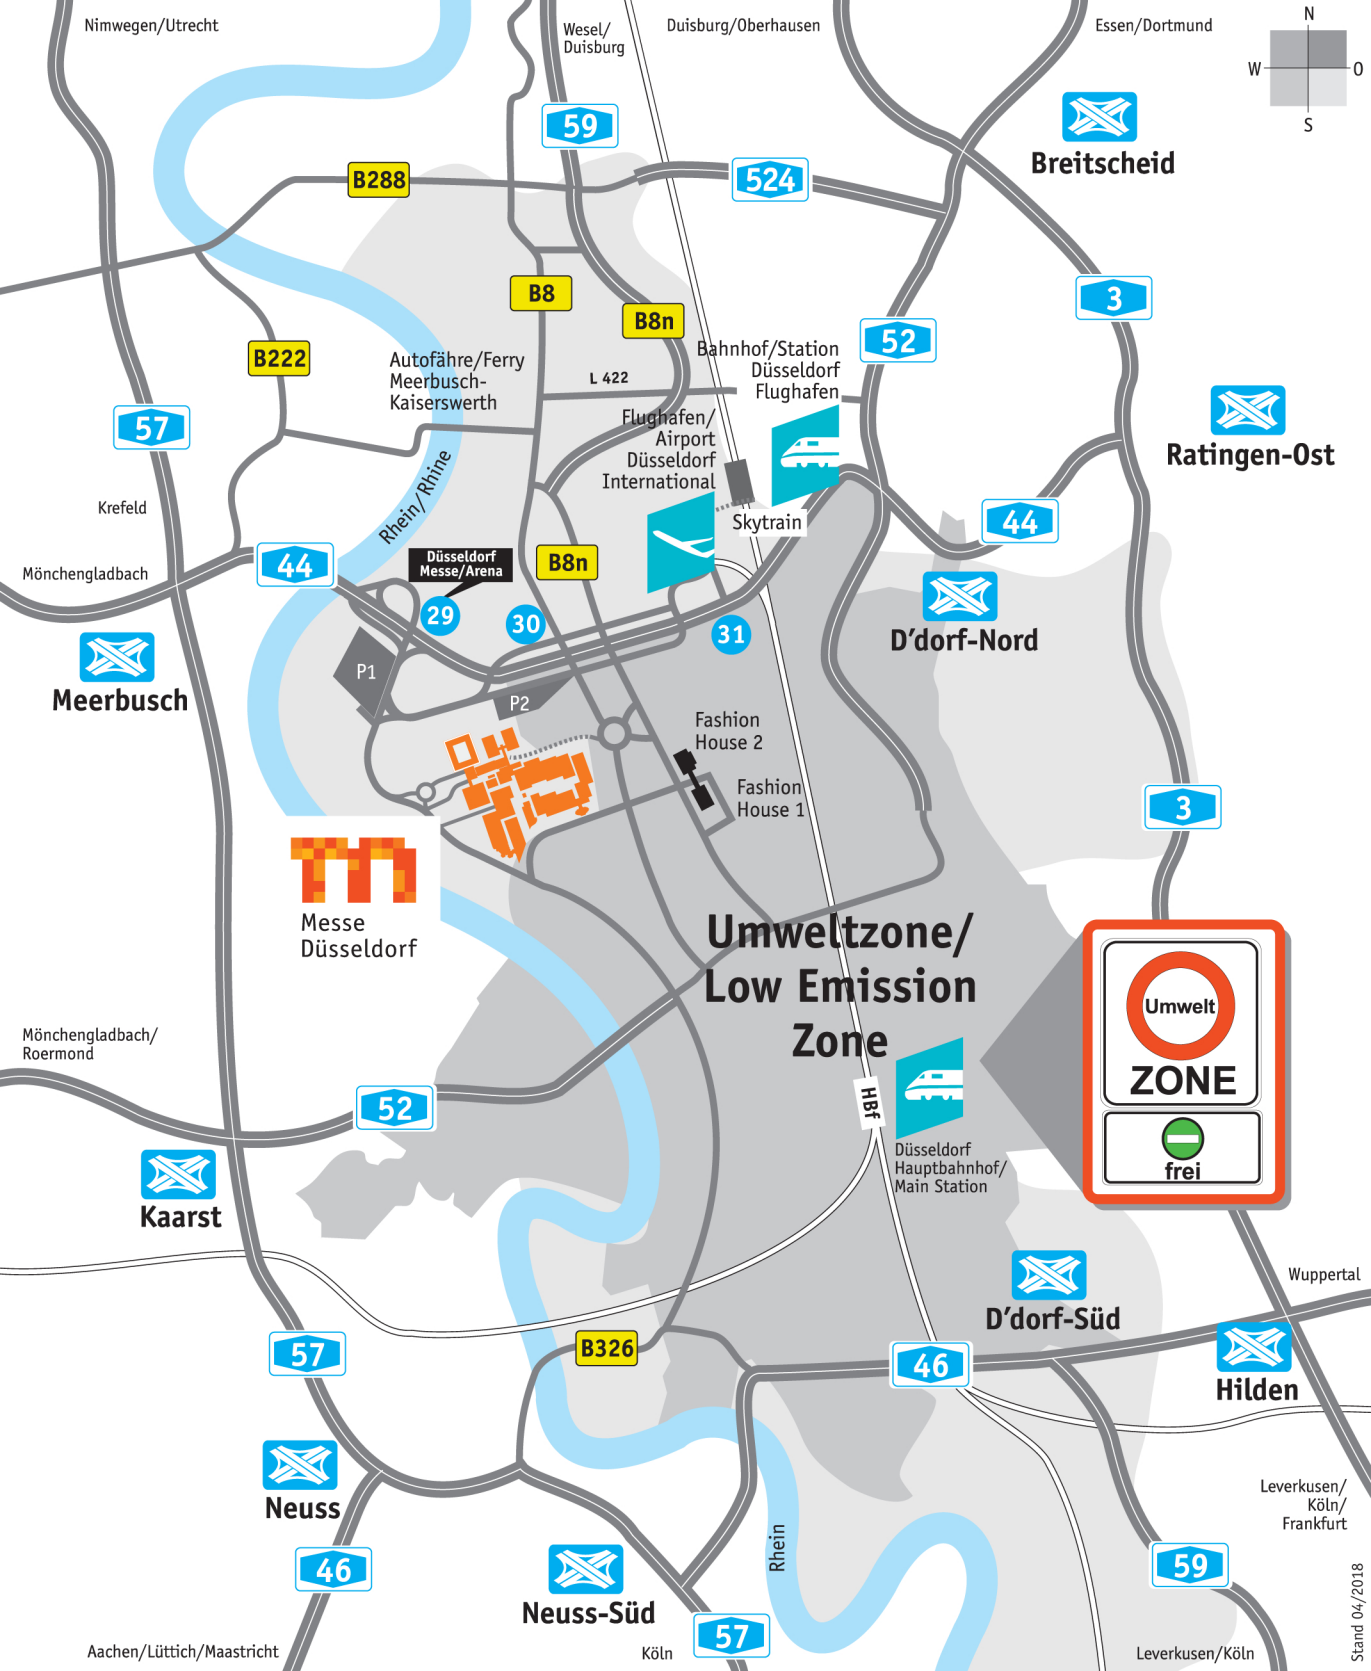 Nimwegen/Utrecht
Wesel/
Duisburg
Duisburg/Oberhausen
Essen/Dortmund
N
W
O
S
59
Breitscheid
B288
524
B8
B8n
3
52
B222
Autofähre/Ferry
Meerbusch-
Kaiserswerth
L 422
Bahnhof/Station
Düsseldorf
Flughafen
57
Flughafen/
Airport
Düsseldorf
International
Ratingen-Ost
Rhein/Rhine
Krefeld
Skytrain
44
Mönchengladbach
44
Düsseldorf
Messe/Arena
B8n
29
30
31
D'dorf-Nord
Meerbusch
P1
P2
Fashion
House 2
Fashion
House 1
3
Messe
Düsseldorf
Umweltzone/
Low Emission
Zone
Umwelt
ZONE
frei
Mönchengladbach/
Roermond
52
HBf
Düsseldorf
Hauptbahnhof/
Main Station
Kaarst
Wuppertal
D'dorf-Süd
57
B326
46
Hilden
Neuss
Leverkusen/
Köln/
Frankfurt
46
Rhein
59
Neuss-Süd
57
Aachen/Lüttich/Maastricht
Köln
Leverkusen/Köln
Stand 04/2018